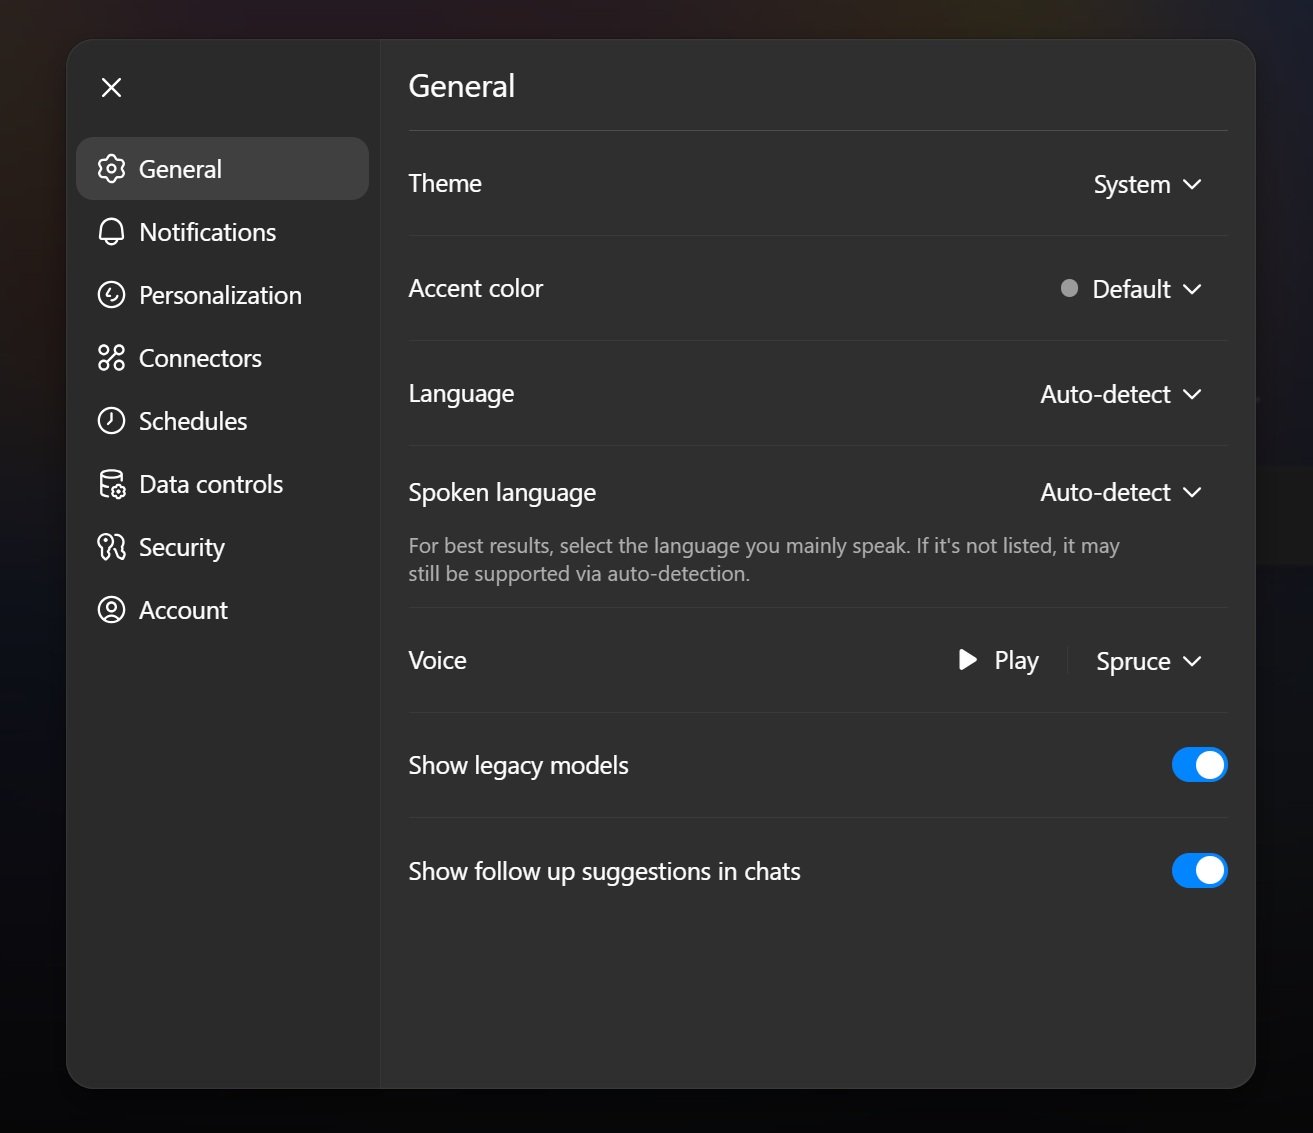 General
Notifications
Personalization
Connectors
Schedules
Data controls
Security
Account
General
Theme
System
Accent color
Default
Language
Auto-detect
Spoken language
Auto-detect
For best results, select the language you mainly speak. If it's not listed, it may
still be supported via auto-detection.
Voice
Play
Spruce
Show legacy models
Show follow up suggestions in chats